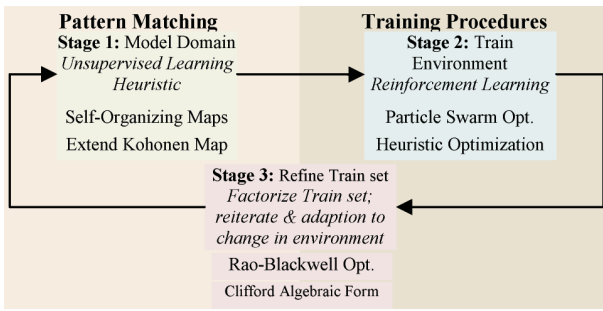 Pattern Matching
Stage 1: Model Domain
Unsupervised Learning
Heuristic
Self-Organizing Maps
Extend Kohonen Map
Training Procedures
Stage 2: Train
Environment
Reinforcement Learning
Particle Swarm Opt.
Heuristic Optimization
Stage 3: Refine Train set
Factorize Train set;
reiterate & adaption to
change in environment
Rao-Blackwell Opt.
Clifford Algebraic Form